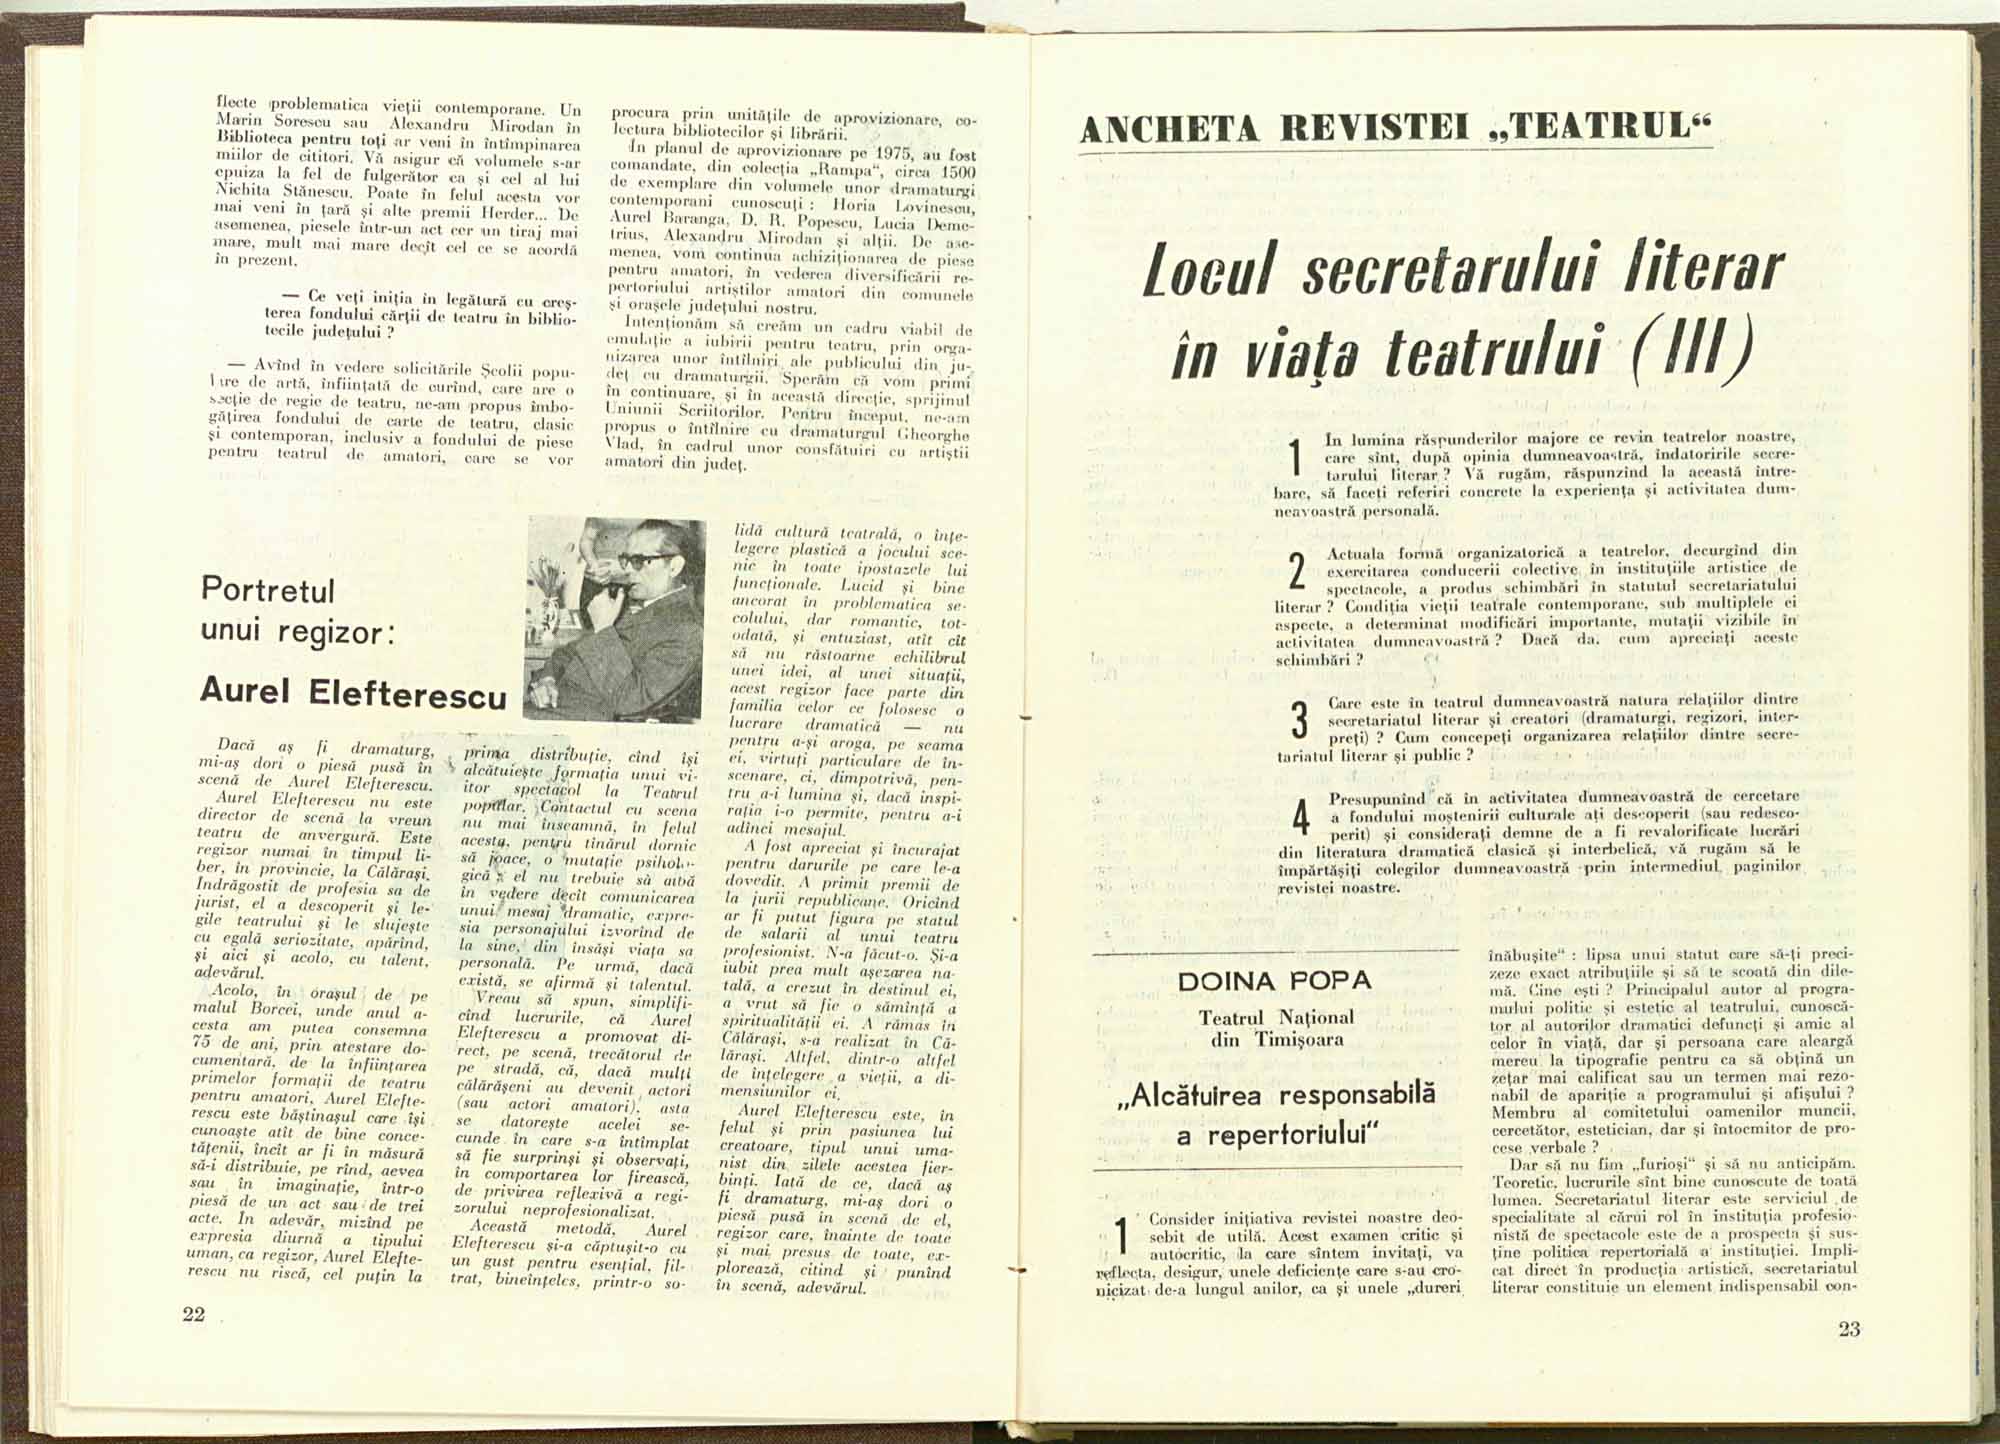 flecte problematica vieții contemporane. Un
Marin Sorescu sau Alexandru Mirodan în
Biblioteca pentru toți ar veni în întîmpinarea
miilor de cititori. Vă asigur că volumele s-ar
epuiza la fel de fulgerător ca și cel al lui
Nichita Stănescu. Poate în felul acesta vor
mai veni în țară și alte premii Herder... De
asemenea, piesele într-un act cer un tiraj mai
mare, mult mai mare decît cel ce se acordă
în prezent.
— Ce veți iniția în legătură cu creș-
terea fondului cărții de teatru în biblio-
tecile județului ?
— Avînd în vedere solicitările Școlii popu-
lare de artă, înființată de curînd, care are o
secție de regie de teatru, ne-am propus îmbo-
gățirea fondului de carte de teatru, clasic
și contemporan, inclusiv a fondului de piese
pentru teatrul de amatori, care se vor
procura prin unitățile de aprovizionare, co-
lectura bibliotecilor și librării.
In planul de aprovizionare pe 1975, au fost
comandate, din colecția „Rampa“, circa 1500
de exemplare din volumele unor dramaturgi
contemporani cunoscuți : Horia Lovinescu,
Aurel Baranga, D. R. Popescu, Lucia Deme-
trius, Alexandru Mirodan și alții. De ase-
menea, vom continua achiziționarea de piese
pentru amatori, în vederea diversificării re-
pertoriului artiștilor amatori din comunele
și orașele județului nostru.
Intenționăm să creăm un cadru viabil de
emulație a iubirii pentru teatru, prin orga-
nizarea unor întîlniri ale publicului din ju-
deț cu dramaturgii. Sperăm că vom primi
în continuare, și în această direcție, sprijinul
Uniunii Scriitorilor. Pentru început, ne-am
propus o întîlnire cu dramaturgul Gheorghe
Vlad, în cadrul unor consfătuiri cu artiștii
amatori din județ.
Portretul
unui regizor:
Aurel Elefterescu
Dacă aș fi dramaturg,
mi-aș dori o piesă pusă în
scenă de Aurel Elefterescu.
Aurel Elefterescu nu este
director de scenă la vreun
teatru de anvergură. Este
regizor numai în timpul li-
ber, în provincie, la Călărași.
Indrăgostit de profesia sa de
jurist, el a descoperit și le-
gile teatrului și le slujește
cu egală seriozitate, apărînd,
și aici și acolo, cu talent,
adevărul.
Acolo, în orașul de pe
malul Borcei, unde anul a-
cesta am putea consemna
75 de ani, prin atestare do-
cumentară, de la înființarea
primelor formații de teatru
pentru amatori, Aurel Elefte-
rescu este băștinașul care își
cunoaște atît de bine conce-
tățenii, încît ar fi în măsură
să-i distribuie, pe rînd, aevea
sau în imaginație, într-o
piesă de un act sau de trei
acte. In adevăr, mizînd pe
expresia diurnă a tipului
uman, ca regizor, Aurel Elefte-
rescu nu riscă, cel puțin la
prima distribuție, cînd își
alcătuiește formația unui vi-
itor spectacol la Teatrul
popular. Contactul cu scena
nu mai înseamnă, în felul
acesta, pentru tînărul dornic
să joace, o mutație psiholo-
gică : el nu trebuie să aibă
în vedere decît comunicarea
unui mesaj dramatic, expre-
sia personajului izvorînd de
la sine, din însăși viața sa
personală. Pe urmă, dacă
există, se afirmă și talentul.
Vreau să spun, simplifi-
cînd lucrurile, că Aurel
Elefterescu a promovat di-
rect, pe scenă, trecătorul de
pe stradă, că, dacă mulți
călărășeni au devenit actori
(sau actori amatori), asta
se datorește acelei se-
cunde în care s-a întîmplat
să fie surprinși și observați,
în comportarea lor firească,
de privirea reflexivă a regi-
zorului neprofesionalizat.
Această metodă, Aurel
Elefterescu și-a căptușit-o cu
un gust pentru esențial, fil-
trat, bineînțeles, printr-o so-
lidă cultură teatrală, o înțe-
legere plastică a jocului sce-
nic în toate ipostazele lui
funcționale. Lucid și bine
ancorat în problematica se-
colului, dar romantic, tot-
odată, și entuziast, atît cît
să nu răstoarne echilibrul
unei idei, al unei situații,
acest regizor face parte din
familia celor ce folosesc o
lucrare dramatică — nu
pentru a-și aroga, pe seama
ei, virtuți particulare de în-
scenare, ci, dimpotrivă, pen-
tru a-i lumina și, dacă inspi-
rația i-o permite, pentru a-i
adînci mesajul.
A fost apreciat și încurajat
pentru darurile pe care le-a
dovedit. A primit premii de
la jurii republicane. Oricînd
ar fi putut figura pe statul
de salarii al unui teatru
profesionist. N-a făcut-o. Și-a
iubit prea mult așezarea na-
tală, a crezut în destinul ei,
a vrut să fie o sămînță a
spiritualității ei. A rămas în
Călărași, s-a realizat în Că-
lărași. Altfel, dintr-o altfel
de înțelegere a vieții, a di-
mensiunilor ei.
Aurel Elefterescu este, în
felul și prin pasiunea lui
creatoare, tipul unui uma-
nist din zilele acestea fier-
binți. Iată de ce, dacă aș
fi dramaturg, mi-aș dori o
piesă pusă în scenă de el,
regizor care, înainte de toate
și mai presus de toate, ex-
plorează, citind și punînd
în scenă, adevărul.
22
ANCHETA REVISTEI „TEATRUL“
Locul secretarului literar
în viața teatrului (III)
1 In lumina răspunderilor majore ce revin teatrelor noastre,
care sînt, după opinia dumneavoastră, îndatoririle secre-
tarului literar ? Vă rugăm, răspunzînd la această între-
bare, să faceți referiri concrete la experiența și activitatea dum-
neavoastră personală.
2 Actuala formă organizatorică a teatrelor, decurgînd din
exercitarea conducerii colective în instituțiile artistice de
spectacole, a produs schimbări în statutul secretariatului
literar ? Condiția vieții teatrale contemporane, sub multiplele ei
aspecte, a determinat modificări importante, mutații vizibile în
activitatea dumneavoastră ? Dacă da, cum apreciați aceste
schimbări ?
3 Care este în teatrul dumneavoastră natura relațiilor dintre
secretariatul literar și creatori (dramaturgi, regizori, inter-
preți) ? Cum concepeți organizarea relațiilor dintre secre-
tariatul literar și public ?
4 Presupunînd că în activitatea dumneavoastră de cercetare
a fondului moștenirii culturale ați descoperit (sau redesco-
perit) și considerați demne de a fi revalorificate lucrări
din literatura dramatică clasică și interbelică, vă rugăm să le
împărtășiți colegilor dumneavoastră prin intermediul paginilor
revistei noastre.
DOINA POPA
Teatrul Național
din Timișoara
„Alcătuirea responsabilă
a repertoriului“
1 Consider inițiativa revistei noastre deo-
sebit de utilă. Acest examen critic și
autocritic, la care sîntem invitați, va
reflecta, desigur, unele deficiențe care s-au cro-
nicizat de-a lungul anilor, ca și unele „dureri
înăbușite“ : lipsa unui statut care să-ți preci-
zeze exact atribuțiile și să te scoată din dile-
mă. Cine ești ? Principalul autor al progra-
mului politic și estetic al teatrului, cunoscă-
tor al autorilor dramatici defuncți și amic al
celor în viață, dar și persoana care aleargă
mereu la tipografie pentru ca să obțină un
zețar mai calificat sau un termen mai rezo-
nabil de apariție a programului și afișului ?
Membru al comitetului oamenilor muncii,
cercetător, estetician, dar și întocmitor de pro-
cese verbale ?
Dar să nu fim „furioși“ și să nu anticipăm.
Teoretic, lucrurile sînt bine cunoscute de toată
lumea. Secretariatul literar este serviciul de
specialitate al cărui rol în instituția profesio-
nistă de spectacole este de a prospecta și sus-
ține politica repertorială a instituției. Impli-
cat direct în producția artistică, secretariatul
literar constituie un element indispensabil con-
23